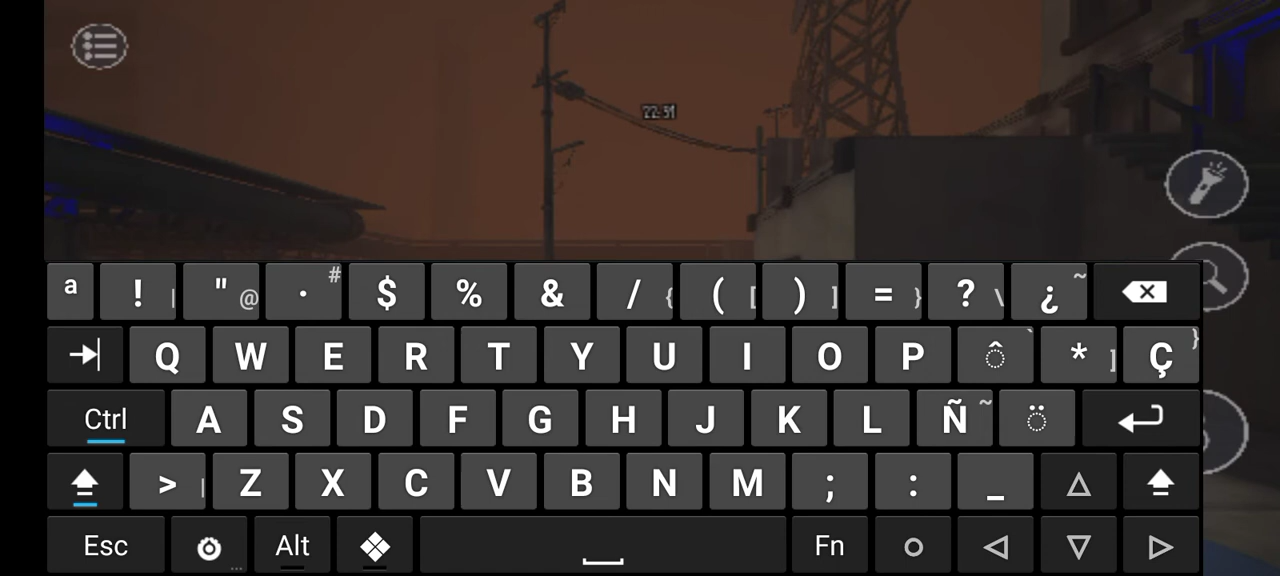 22:31
ª ! | " @ · # $ % & / { ( [ ) ] = } ? \ ¿ ~
Q W E R T Y U I O P ^ ` * ] Ç }
Ctrl A S D F G H J K L Ñ ~ ¨
> | Z X C V B N M ; : _
Esc ... Alt Fn